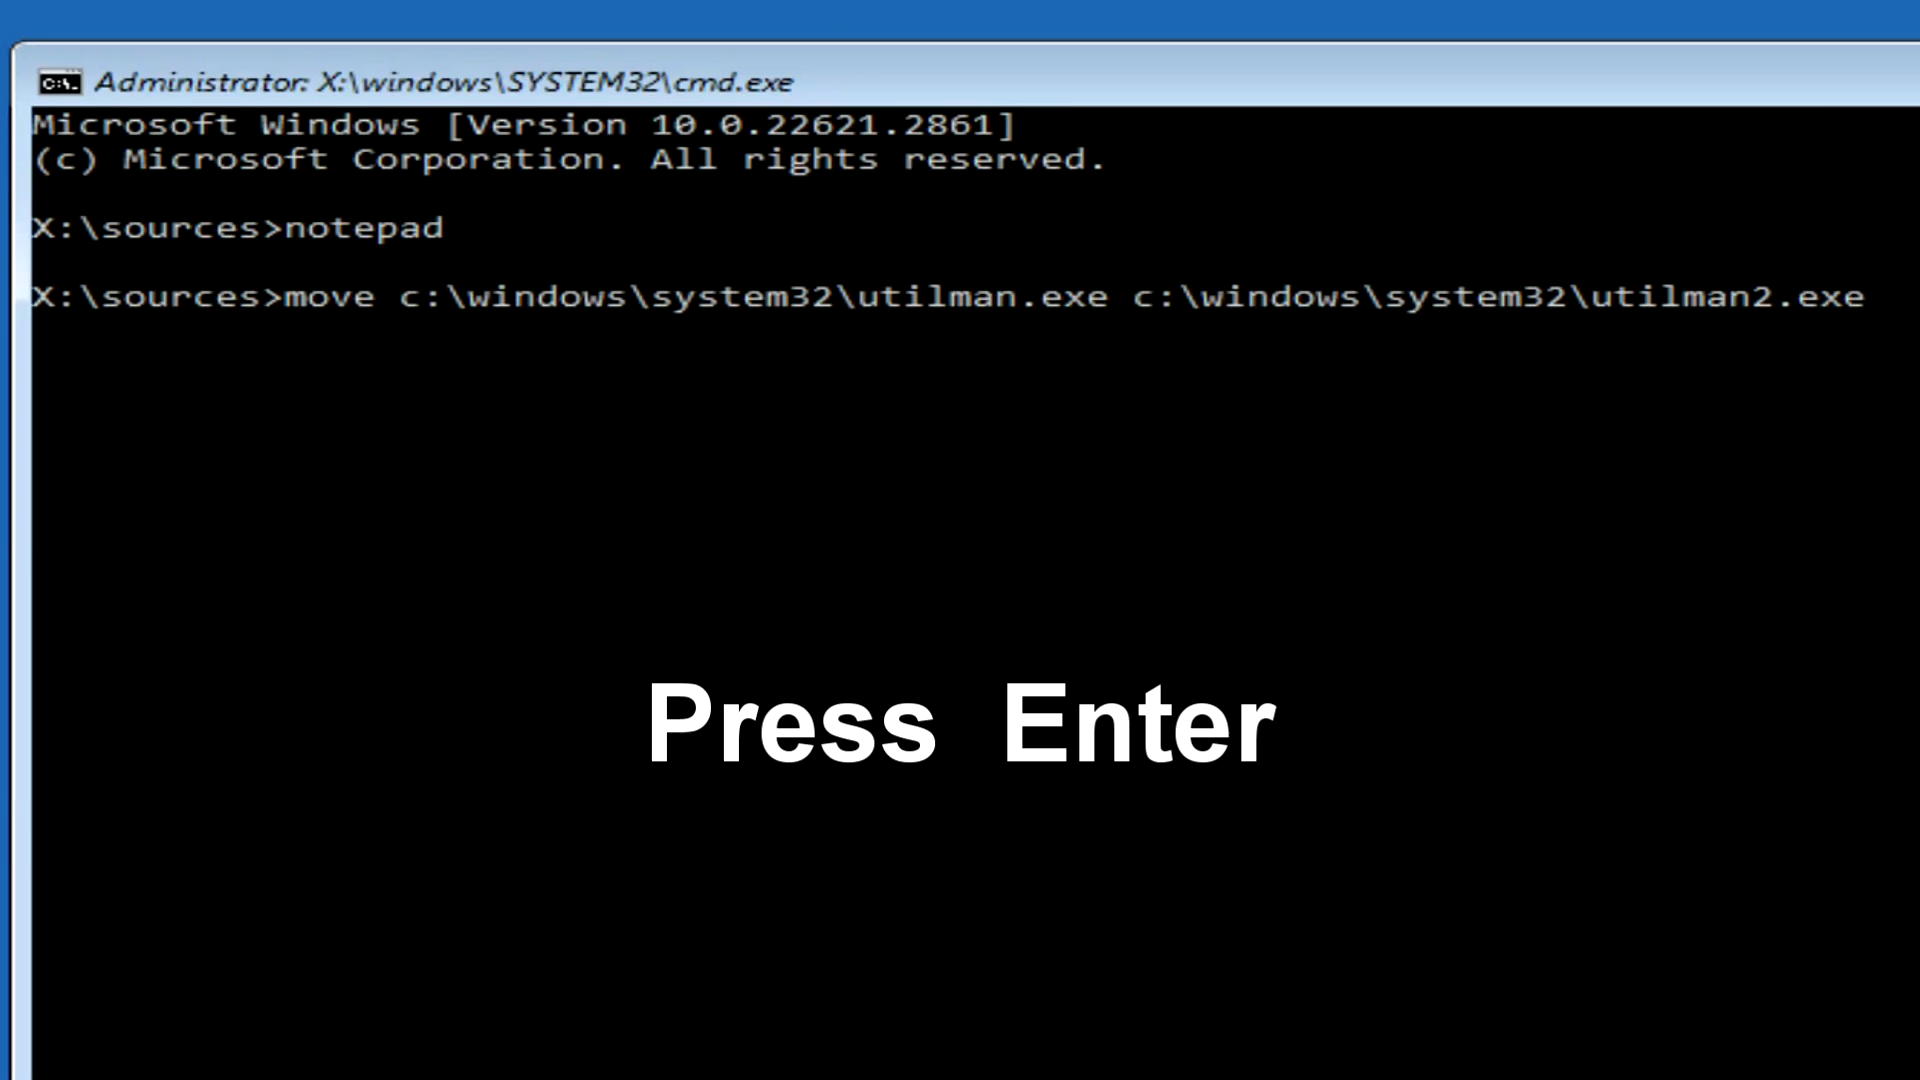 Administrator: X:\windows\SYSTEM32\cmd.exe
Microsoft Windows [Version 10.0.22621.2861]
(c) Microsoft Corporation. All rights reserved.
X:\sources>notepad
X:\sources>move c:\windows\system32\utilman.exe c:\windows\system32\utilman2.exe
Press Enter